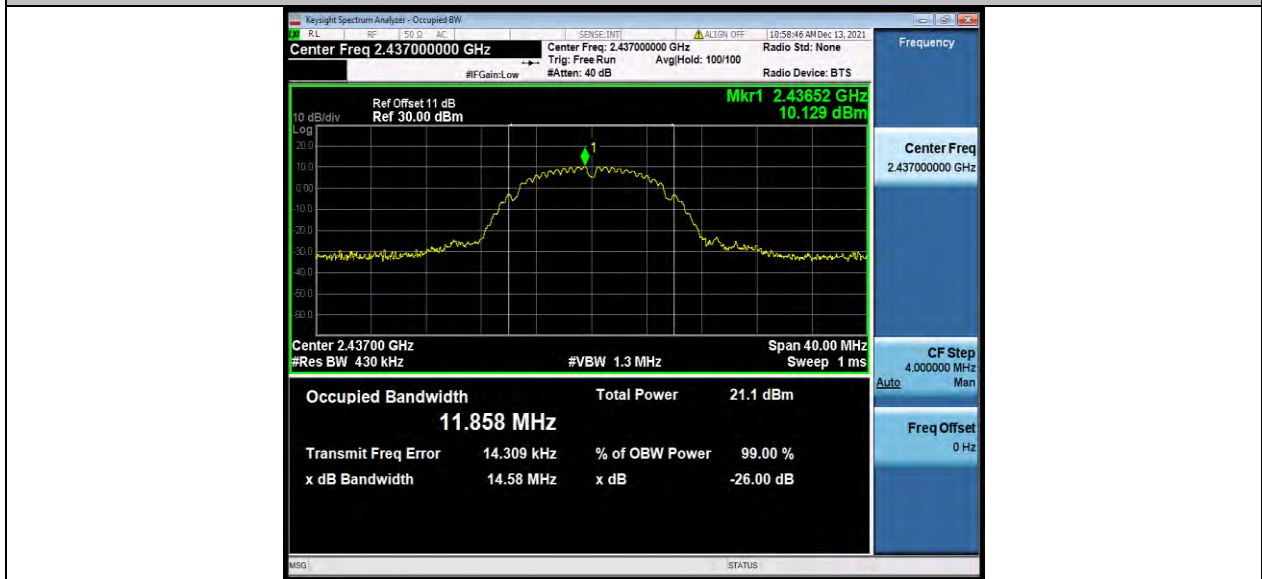 Keysight Spectrum Analyzer - Occupied BW
RL RF 50 Ω AC SENSE:INT ALIGN OFF 10:58:46 AM Dec 13, 2021
Center Freq 2.437000000 GHz
Center Freq: 2.437000000 GHz
Radio Std: None
Trig: Free Run Avg|Hold: 100/100
#IFGain:Low #Atten: 40 dB Radio Device: BTS
Frequency
Mkr1 2.43652 GHz
10.129 dBm
Ref Offset 11 dB
10 dB/div Ref 30.00 dBm
Log
20.0
10.0
0.00
-10.0
-20.0
-30.0
-40.0
-50.0
-60.0
1
Center 2.43700 GHz Span 40.00 MHz
#Res BW 430 kHz #VBW 1.3 MHz Sweep 1 ms
Center Freq
2.437000000 GHz
CF Step
4.000000 MHz
Auto Man
Freq Offset
0 Hz
Occupied Bandwidth Total Power 21.1 dBm
11.858 MHz
Transmit Freq Error 14.309 kHz % of OBW Power 99.00 %
x dB Bandwidth 14.58 MHz x dB -26.00 dB
MSG STATUS